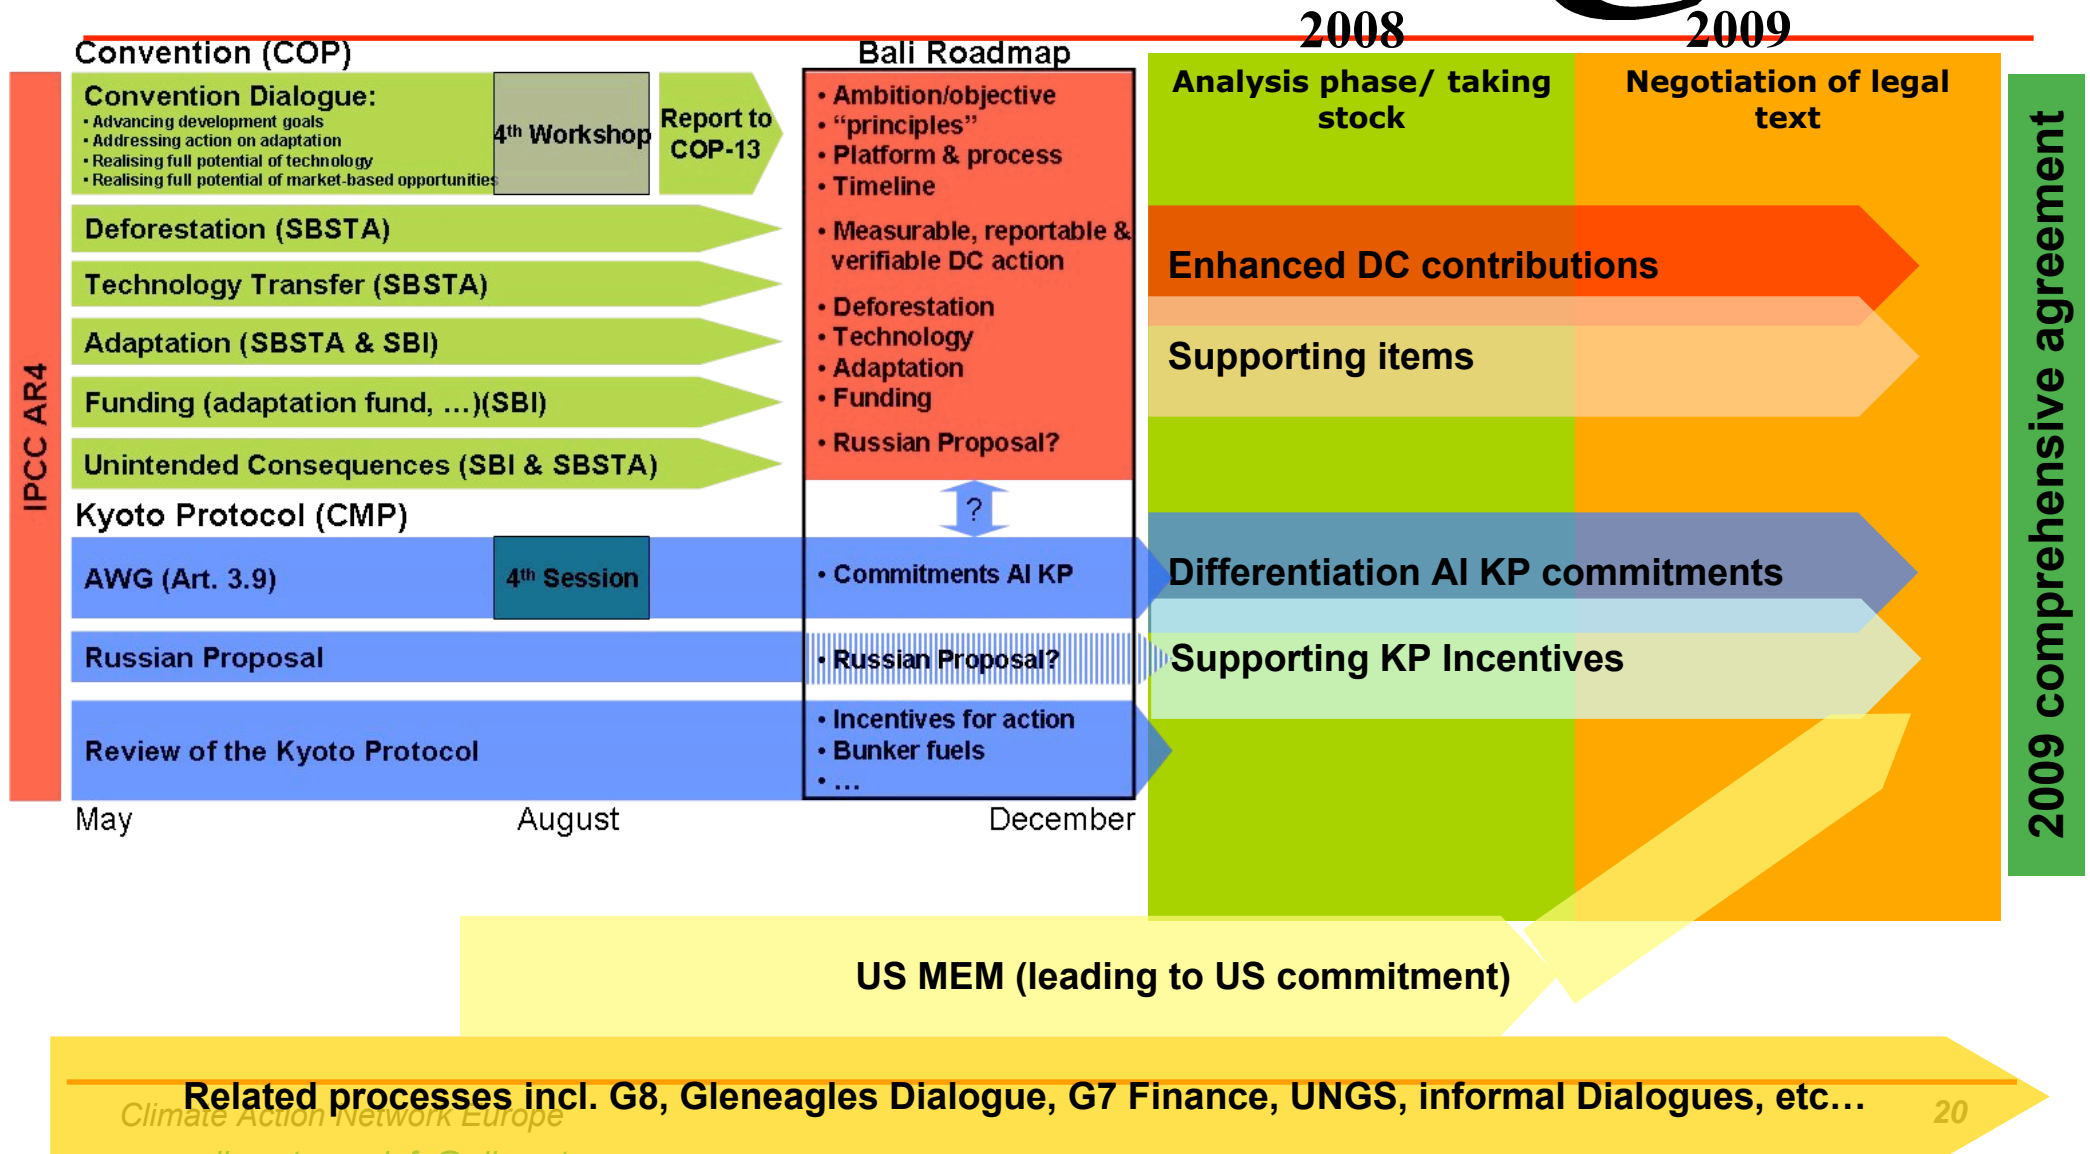 2008
2009
Convention (COP)
Bali Roadmap
Convention Dialogue:
▪ Advancing development goals
▪ Addressing action on adaptation
▪ Realising full potential of technology
▪ Realising full potential of market-based opportunities
4th Workshop
Report to
COP-13
Deforestation (SBSTA)
Technology Transfer (SBSTA)
Adaptation (SBSTA & SBI)
Funding (adaptation fund, …)(SBI)
Unintended Consequences (SBI & SBSTA)
IPCC AR4
Kyoto Protocol (CMP)
AWG (Art. 3.9)
4th Session
Russian Proposal
Review of the Kyoto Protocol
May
August
December
• Ambition/objective
• “principles”
• Platform & process
• Timeline
• Measurable, reportable &
verifiable DC action
• Deforestation
• Technology
• Adaptation
• Funding
• Russian Proposal?
?
• Commitments AI KP
• Russian Proposal?
• Incentives for action
• Bunker fuels
• …
Analysis phase/ taking
stock
Negotiation of legal
text
Enhanced DC contributions
Supporting items
Differentiation AI KP commitments
Supporting KP Incentives
2009 comprehensive agreement
US MEM (leading to US commitment)
Related processes incl. G8, Gleneagles Dialogue, G7 Finance, UNGS, informal Dialogues, etc…
Climate Action Network Europe
20